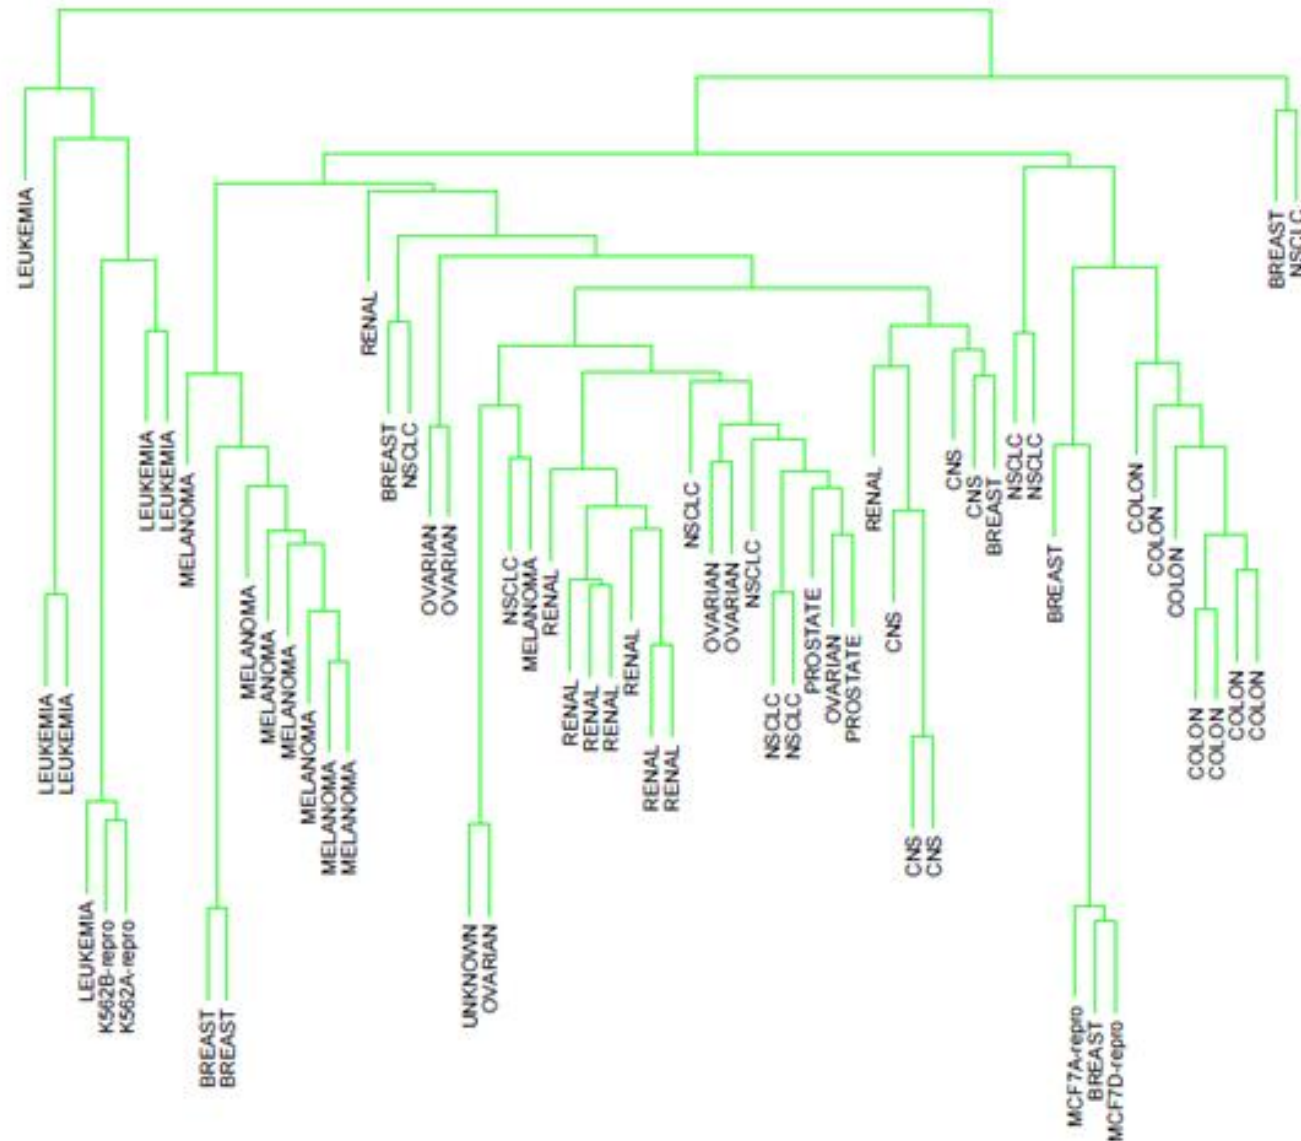 LEUKEMIA
LEUKEMIA
LEUKEMIA
LEUKEMIA
K562B-repro
K562A-repro
LEUKEMIA
LEUKEMIA
MELANOMA
BREAST
BREAST
MELANOMA
MELANOMA
MELANOMA
MELANOMA
MELANOMA
MELANOMA
RENAL
BREAST
NSCLC
OVARIAN
OVARIAN
UNKNOWN
OVARIAN
NSCLC
MELANOMA
RENAL
RENAL
RENAL
RENAL
RENAL
RENAL
RENAL
NSCLC
OVARIAN
OVARIAN
NSCLC
NSCLC
NSCLC
PROSTATE
OVARIAN
PROSTATE
RENAL
CNS
CNS
CNS
CNS
CNS
BREAST
NSCLC
NSCLC
BREAST
MCF7A-repro
BREAST
MCF7D-repro
COLON
COLON
COLON
COLON
COLON
COLON
COLON
BREAST
NSCLC